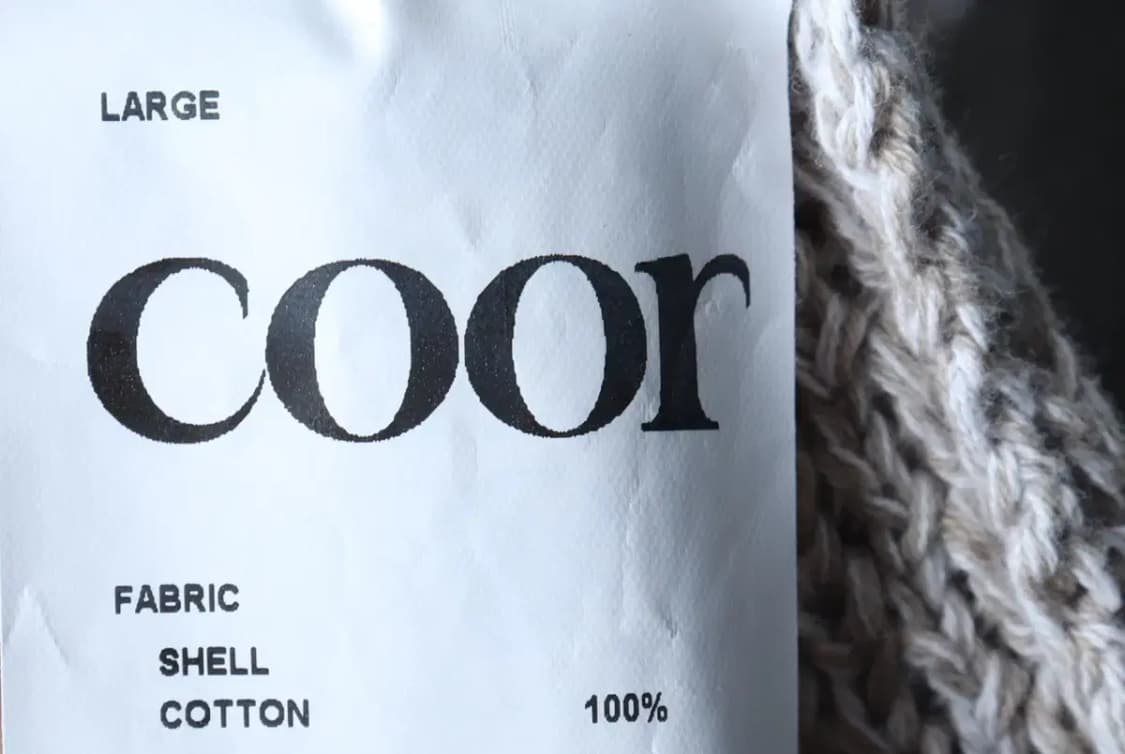 LARGE
coor
FABRIC
SHELL
COTTON 100%